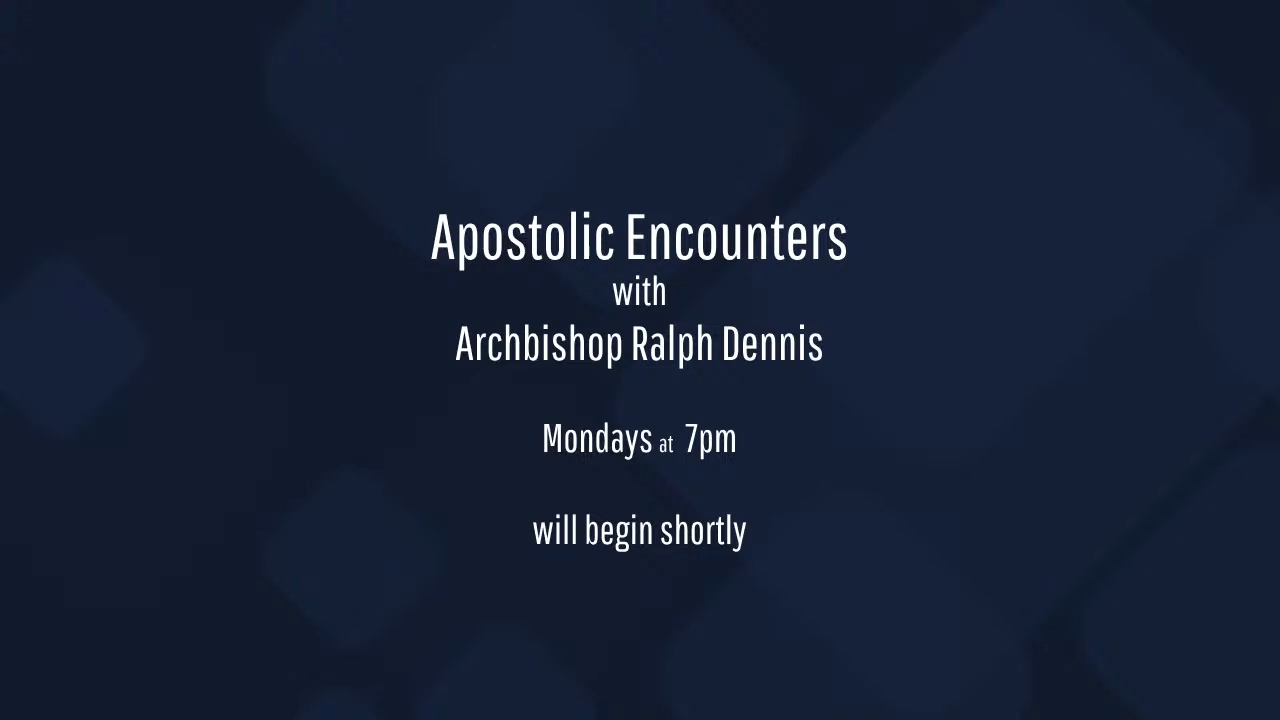 Apostolic Encounters
with
Archbishop Ralph Dennis
Mondays at 7pm
will begin shortly